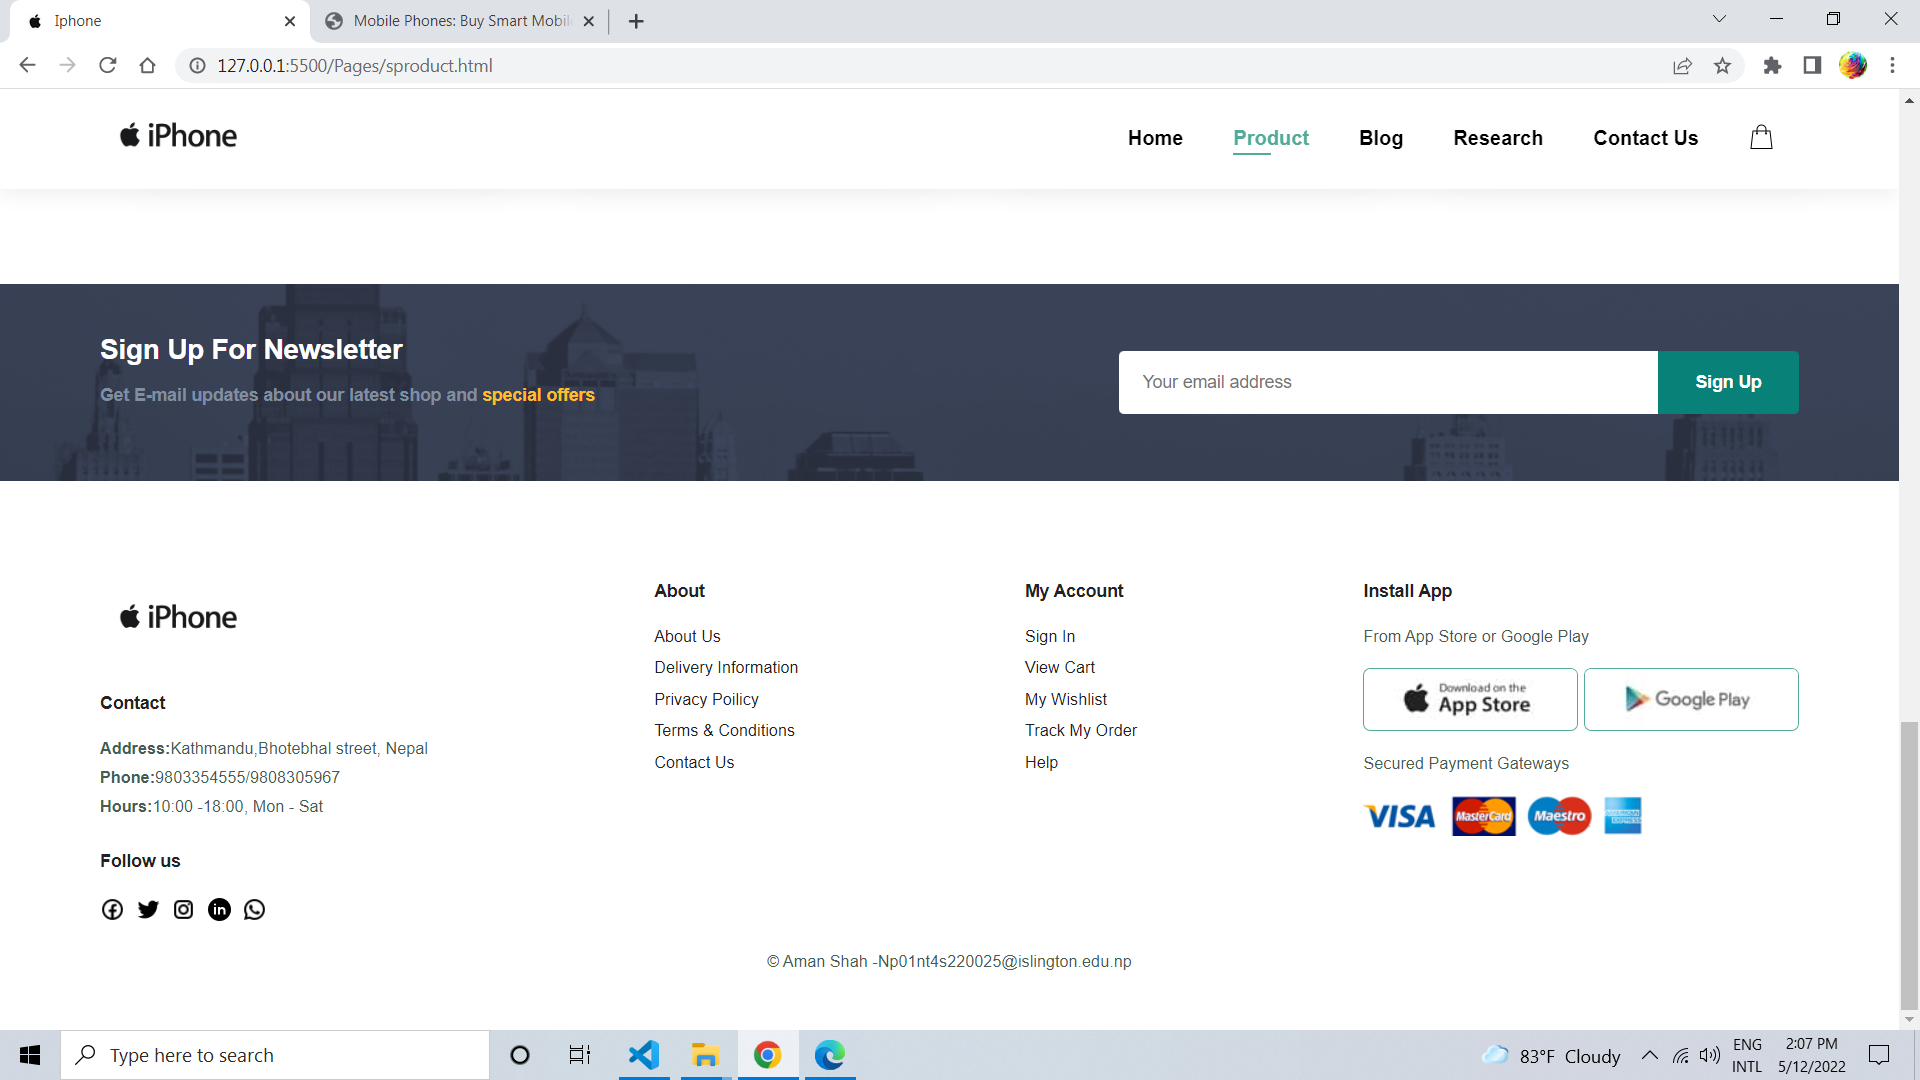 Iphone
Mobile Phones: Buy Smart Mobil
127.0.0.1:5500/Pages/sproduct.html
iPhone
Home
Product
Blog
Research
Contact Us
Sign Up For Newsletter
Get E-mail updates about our latest shop and special offers
Your email address
Sign Up
iPhone
Contact
Address:Kathmandu,Bhotebhal street, Nepal
Phone:9803354555/9808305967
Hours:10:00 -18:00, Mon - Sat
Follow us
About
About Us
Delivery Information
Privacy Poilicy
Terms & Conditions
Contact Us
My Account
Sign In
View Cart
My Wishlist
Track My Order
Help
Install App
From App Store or Google Play
Download on the
App Store
Google Play
Secured Payment Gateways
VISA
MasterCard
Maestro
AMERICAN
EXPRESS
© Aman Shah -Np01nt4s220025@islington.edu.np
Type here to search
83°F Cloudy
ENG
INTL
2:07 PM
5/12/2022